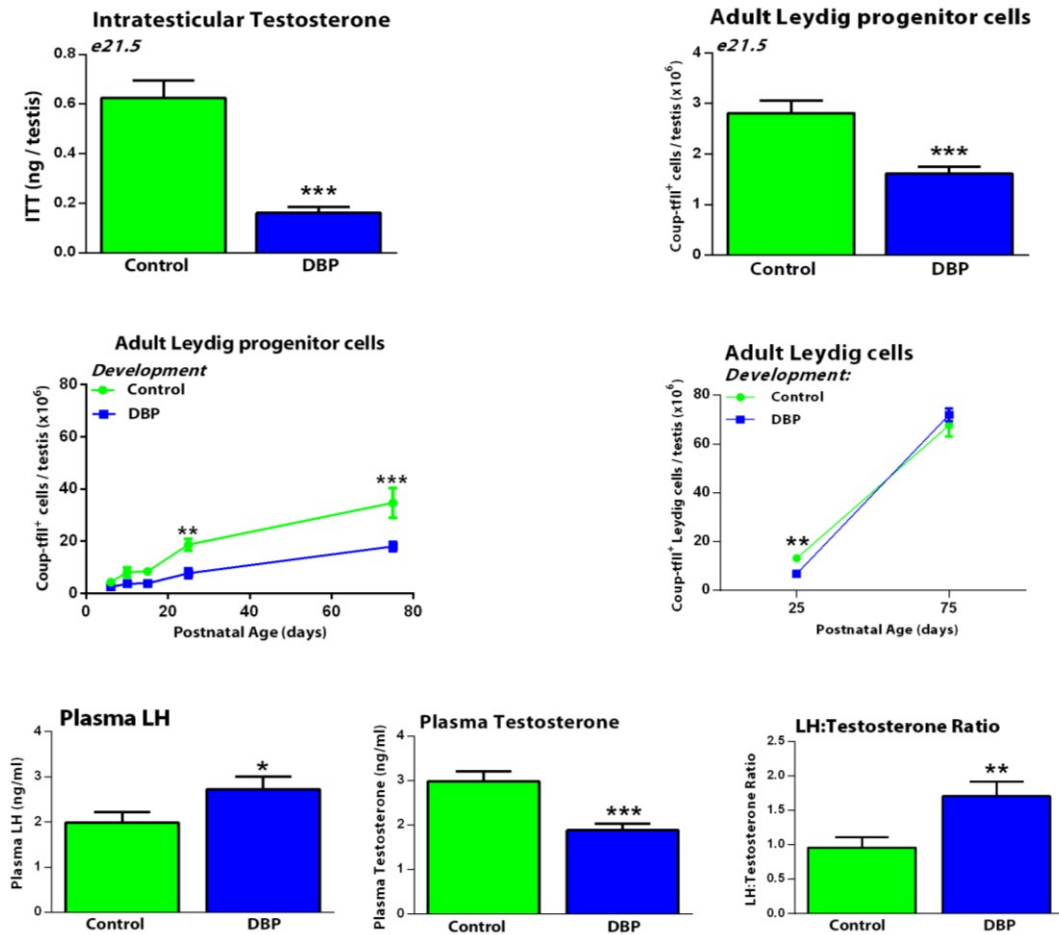 Intratesticular Testosterone
e21.5
ITT (ng / testis)
0.8
0.6
0.4
0.2
0.0
***
Control
DBP
Adult Leydig progenitor cells
e21.5
Coup-tfII⁺ cells / testis (x10⁶)
4
3
2
1
0
***
Control
DBP
Adult Leydig progenitor cells
Development
Control
DBP
Coup-tfII⁺ cells / testis (x10⁶)
80
60
40
20
0
**
***
0 20 40 60 80
Postnatal Age (days)
Adult Leydig cells
Development:
Control
DBP
Coup-tfII⁺ Leydig cells / testis (x10⁶)
80
60
40
20
0
**
25 75
Postnatal Age (days)
Plasma LH
Plasma LH (ng/ml)
4
3
2
1
0
*
Control
DBP
Plasma Testosterone
Plasma Testosterone (ng/ml)
4
3
2
1
0
***
Control
DBP
LH:Testosterone Ratio
LH:Testosterone Ratio
2.5
2.0
1.5
1.0
0.5
0.0
**
Control
DBP